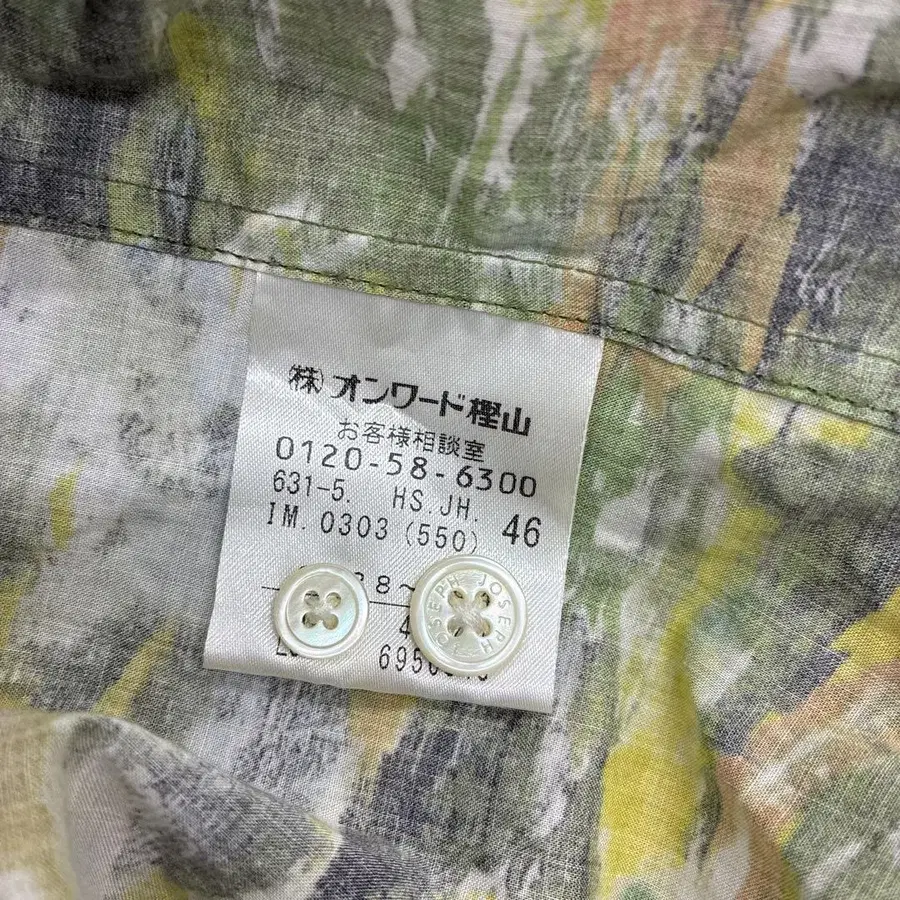 (株)オンワード樫山
お客様相談室
0120-58-6300
631-5. HS.JH. 46
IM. 0303 (550)
38~
JOSEPH JOSEPH